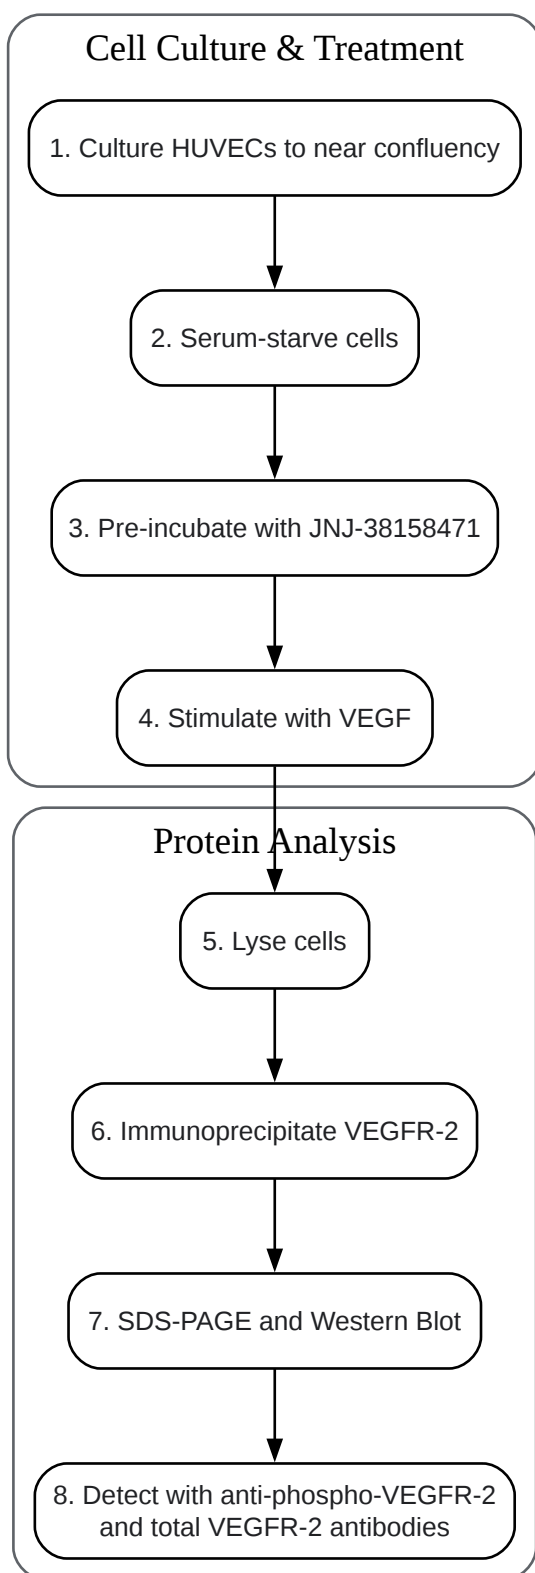 Cell Culture & Treatment
1. Culture HUVECs to near confluency
2. Serum-starve cells
3. Pre-incubate with JNJ-38158471
4. Stimulate with VEGF
Protein Analysis
5. Lyse cells
6. Immunoprecipitate VEGFR-2
7. SDS-PAGE and Western Blot
8. Detect with anti-phospho-VEGFR-2
and total VEGFR-2 antibodies